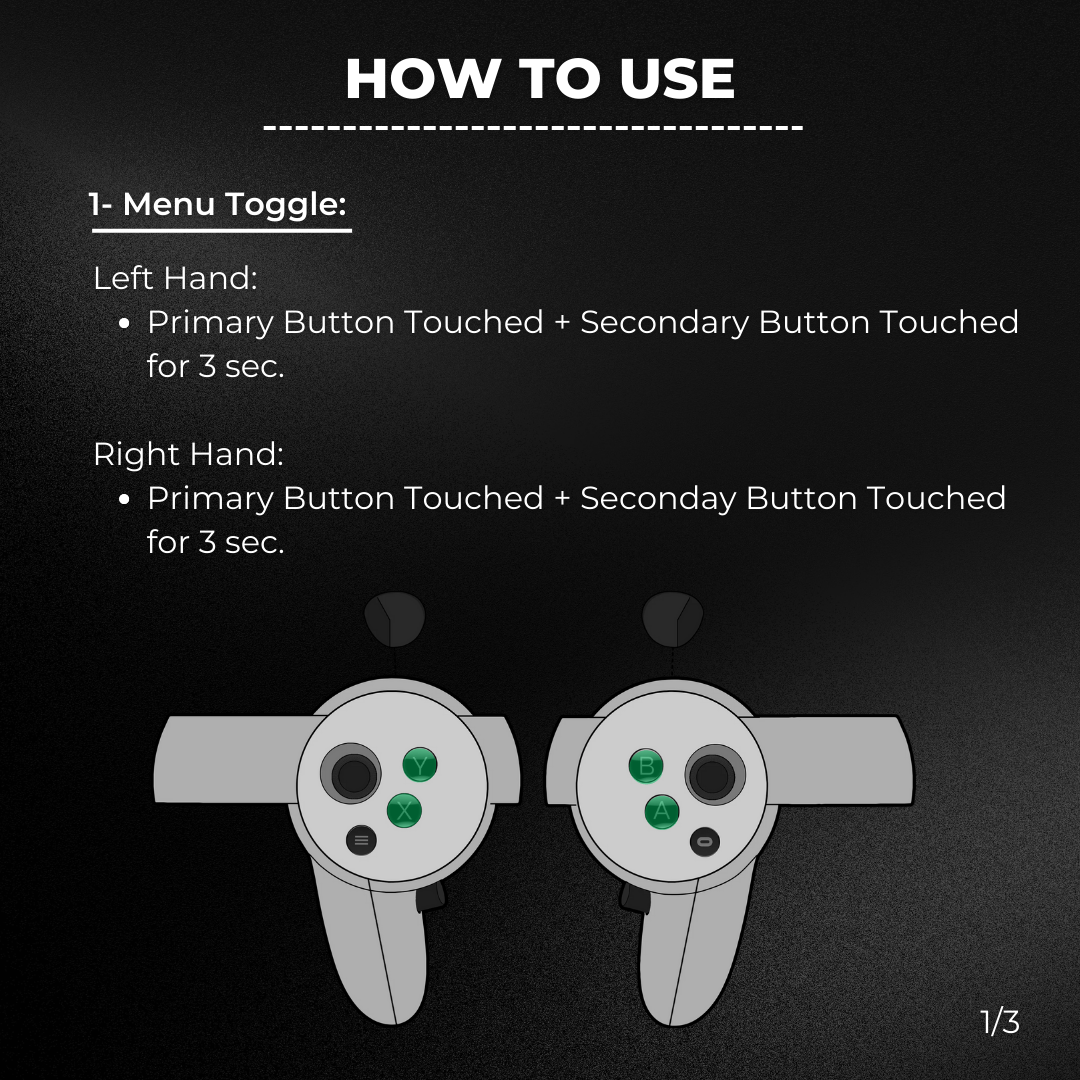 HOW TO USE
----------------------------------
1- Menu Toggle:
Left Hand:
• Primary Button Touched + Secondary Button Touched
for 3 sec.
Right Hand:
• Primary Button Touched + Seconday Button Touched
for 3 sec.
Y
B
X
A
1/3